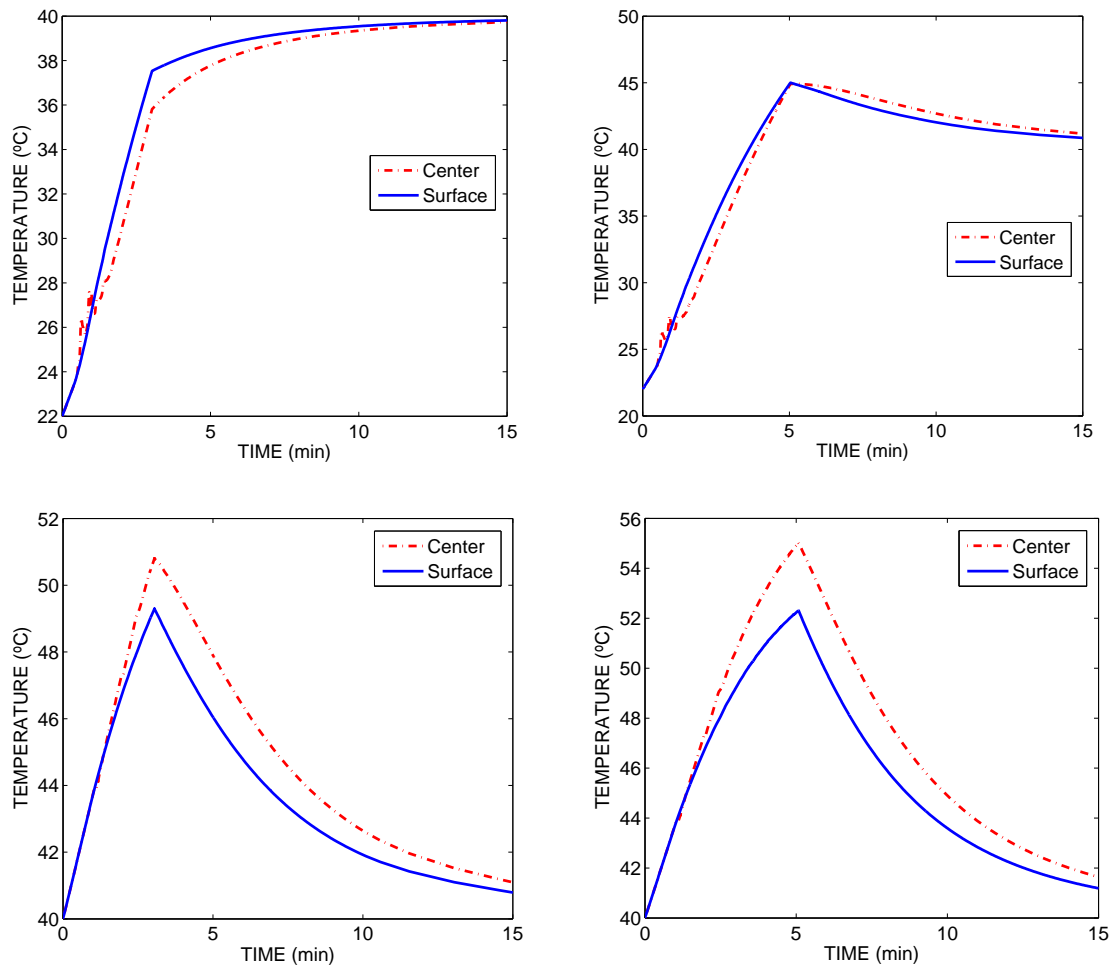 40
38
36
34
32
30
28
26
24
22
TEMPERATURE (ºC)
Center
Surface
0 5 10 15
TIME (min)
50
45
40
35
30
25
20
TEMPERATURE (ºC)
Center
Surface
0 5 10 15
TIME (min)
52
50
48
46
44
42
40
TEMPERATURE (ºC)
Center
Surface
0 5 10 15
TIME (min)
56
54
52
50
48
46
44
42
40
TEMPERATURE (ºC)
Center
Surface
0 5 10 15
TIME (min)